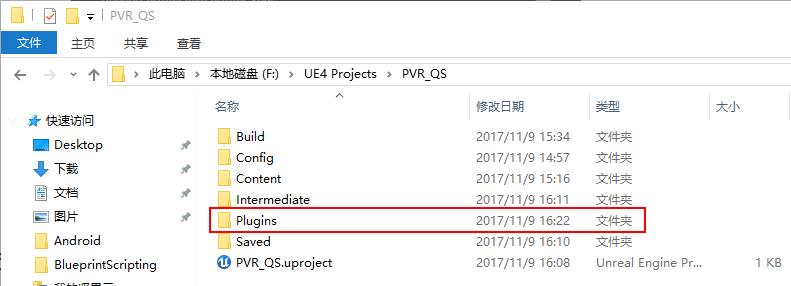 PVR_QS
文件 主页 共享 查看
此电脑 本地磁盘 (F:) UE4 Projects PVR_QS
名称 修改日期 类型 大小
快速访问
Desktop
下载
文档
图片
Android
BlueprintScripting
Build 2017/11/9 15:34 文件夹
Config 2017/11/9 14:57 文件夹
Content 2017/11/9 15:16 文件夹
Intermediate 2017/11/9 16:11 文件夹
Plugins 2017/11/9 16:22 文件夹
Saved 2017/11/9 16:10 文件夹
PVR_QS.uproject 2017/11/9 16:08 Unreal Engine Pr... 1 KB